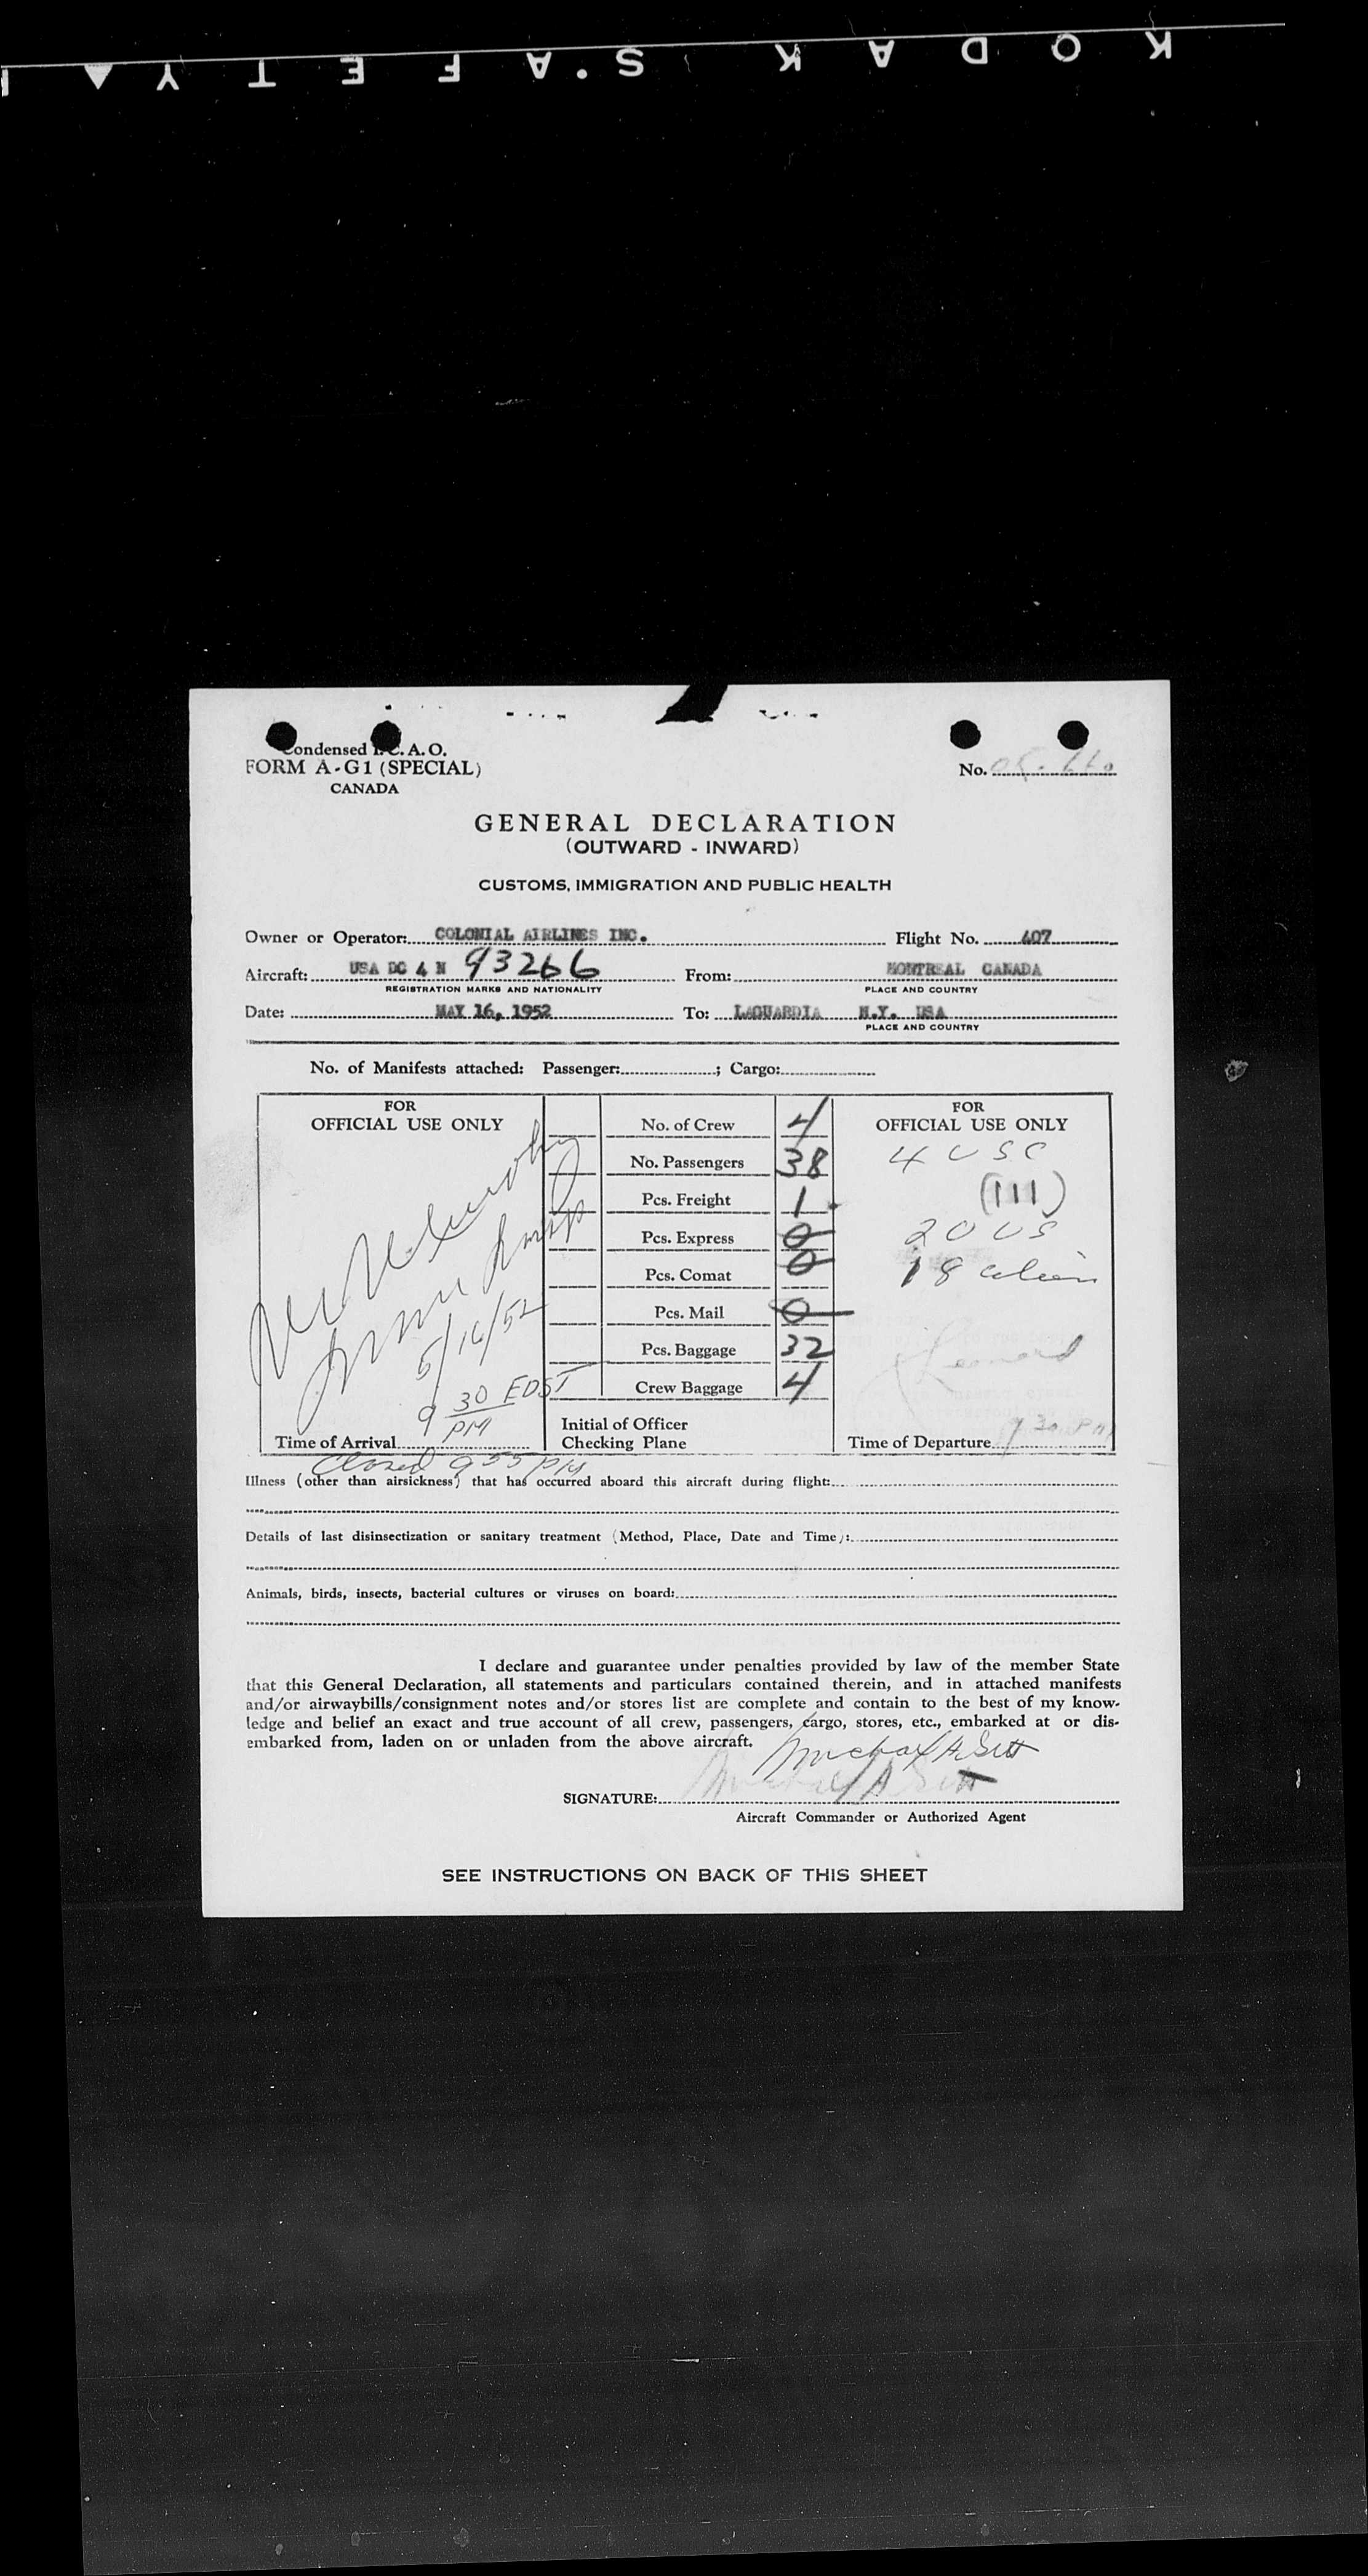 KODAK SAFETY
Condensed I.C.A.O.
FORM A-G1 (SPECIAL)
CANADA
No.
GENERAL DECLARATION
(OUTWARD - INWARD)
CUSTOMS, IMMIGRATION AND PUBLIC HEALTH
Owner or Operator: COLONIAL AIRLINES INC. Flight No. 407
Aircraft: USA DC 4 N 93266 From: MONTREAL CANADA
REGISTRATION MARKS AND NATIONALITY PLACE AND COUNTRY
Date: MAY 16, 1952 To: LAGUARDIA N.Y. USA
PLACE AND COUNTRY
No. of Manifests attached: Passenger: ; Cargo:
FOR
OFFICIAL USE ONLY
5/16/52
9 30 EDST
PM
Time of Arrival
Closed 9 55 PM
No. of Crew 4
No. Passengers 38
Pcs. Freight 1
Pcs. Express 0
Pcs. Comat 0
Pcs. Mail 0
Pcs. Baggage 32
Crew Baggage 4
Initial of Officer
Checking Plane
FOR
OFFICIAL USE ONLY
4 USC
(111)
20 US
18 alien
Leonard
Time of Departure 7 30 PM
Illness (other than airsickness) that has occurred aboard this aircraft during flight:
Details of last disinsectization or sanitary treatment (Method, Place, Date and Time):
Animals, birds, insects, bacterial cultures or viruses on board:
I declare and guarantee under penalties provided by law of the member State
that this General Declaration, all statements and particulars contained therein, and in attached manifests
and/or airwaybills/consignment notes and/or stores list are complete and contain to the best of my know-
ledge and belief an exact and true account of all crew, passengers, cargo, stores, etc., embarked at or dis-
embarked from, laden on or unladen from the above aircraft.
Michael A
SIGNATURE: Michael A
Aircraft Commander or Authorized Agent
SEE INSTRUCTIONS ON BACK OF THIS SHEET